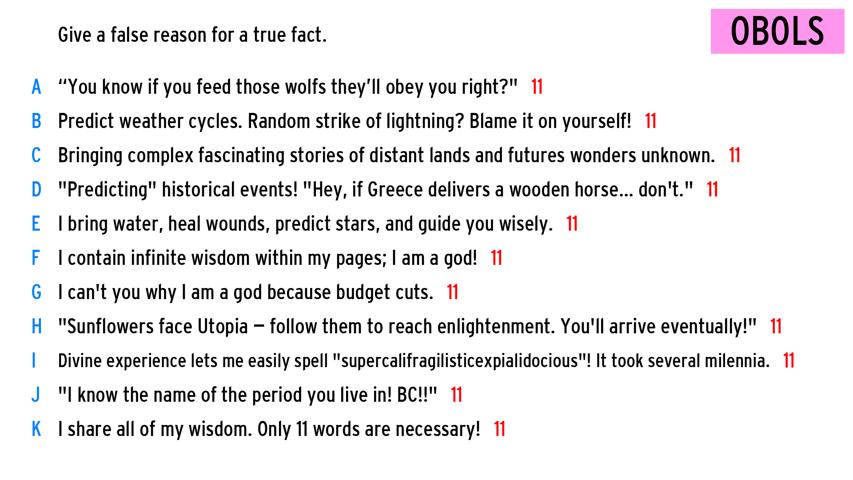 Give a false reason for a true fact.
OBOLS
A “You know if you feed those wolfs they’ll obey you right?" 11
B Predict weather cycles. Random strike of lightning? Blame it on yourself! 11
C Bringing complex fascinating stories of distant lands and futures wonders unknown. 11
D "Predicting" historical events! "Hey, if Greece delivers a wooden horse... don't." 11
E I bring water, heal wounds, predict stars, and guide you wisely. 11
F I contain infinite wisdom within my pages; I am a god! 11
G I can't you why I am a god because budget cuts. 11
H "Sunflowers face Utopia — follow them to reach enlightenment. You'll arrive eventually!" 11
I Divine experience lets me easily spell "supercalifragilisticexpialidocious"! It took several milennia. 11
J "I know the name of the period you live in! BC!!" 11
K I share all of my wisdom. Only 11 words are necessary! 11